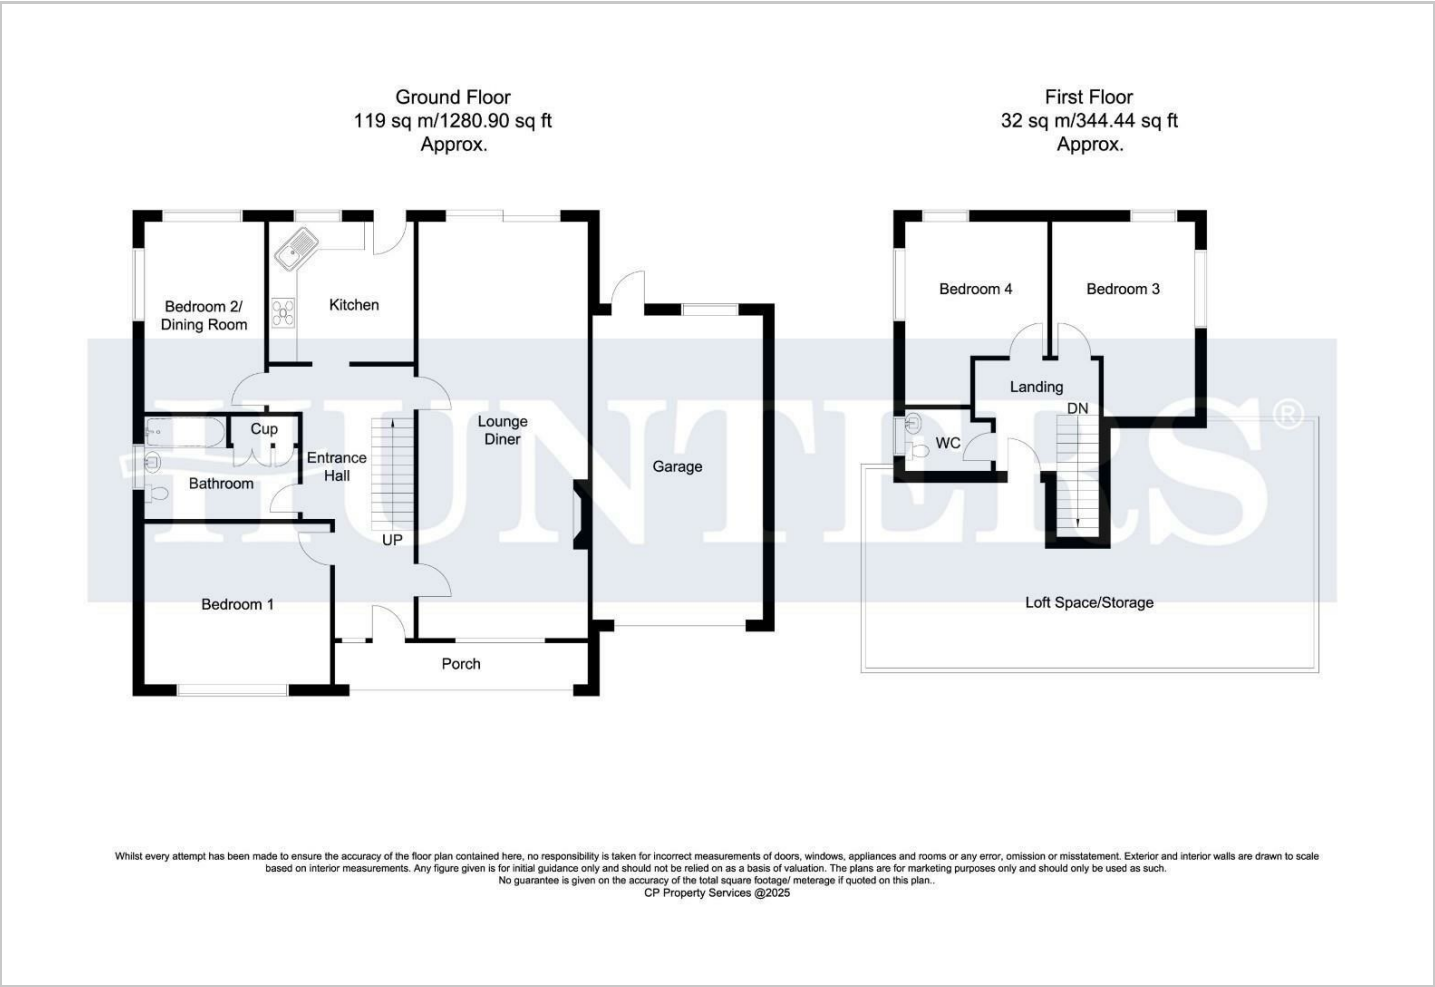 Ground Floor
119 sq m/1280.90 sq ft
Approx.
First Floor
32 sq m/344.44 sq ft
Approx.
Bedroom 2/
Dining Room
Kitchen
Lounge
Diner
Cup
Entrance
Hall
Bathroom
UP
Bedroom 1
Porch
Garage
Bedroom 4
Bedroom 3
Landing
DN
WC
Loft Space/Storage
HUNTERS®
Whilst every attempt has been made to ensure the accuracy of the floor plan contained here, no responsibility is taken for incorrect measurements of doors, windows, appliances and rooms or any error, omission or misstatement. Exterior and interior walls are drawn to scale
based on interior measurements. Any figure given is for initial guidance only and should not be relied on as a basis of valuation. The plans are for marketing purposes only and should only be used as such.
No guarantee is given on the accuracy of the total square footage/ meterage if quoted on this plan..
CP Property Services @2025